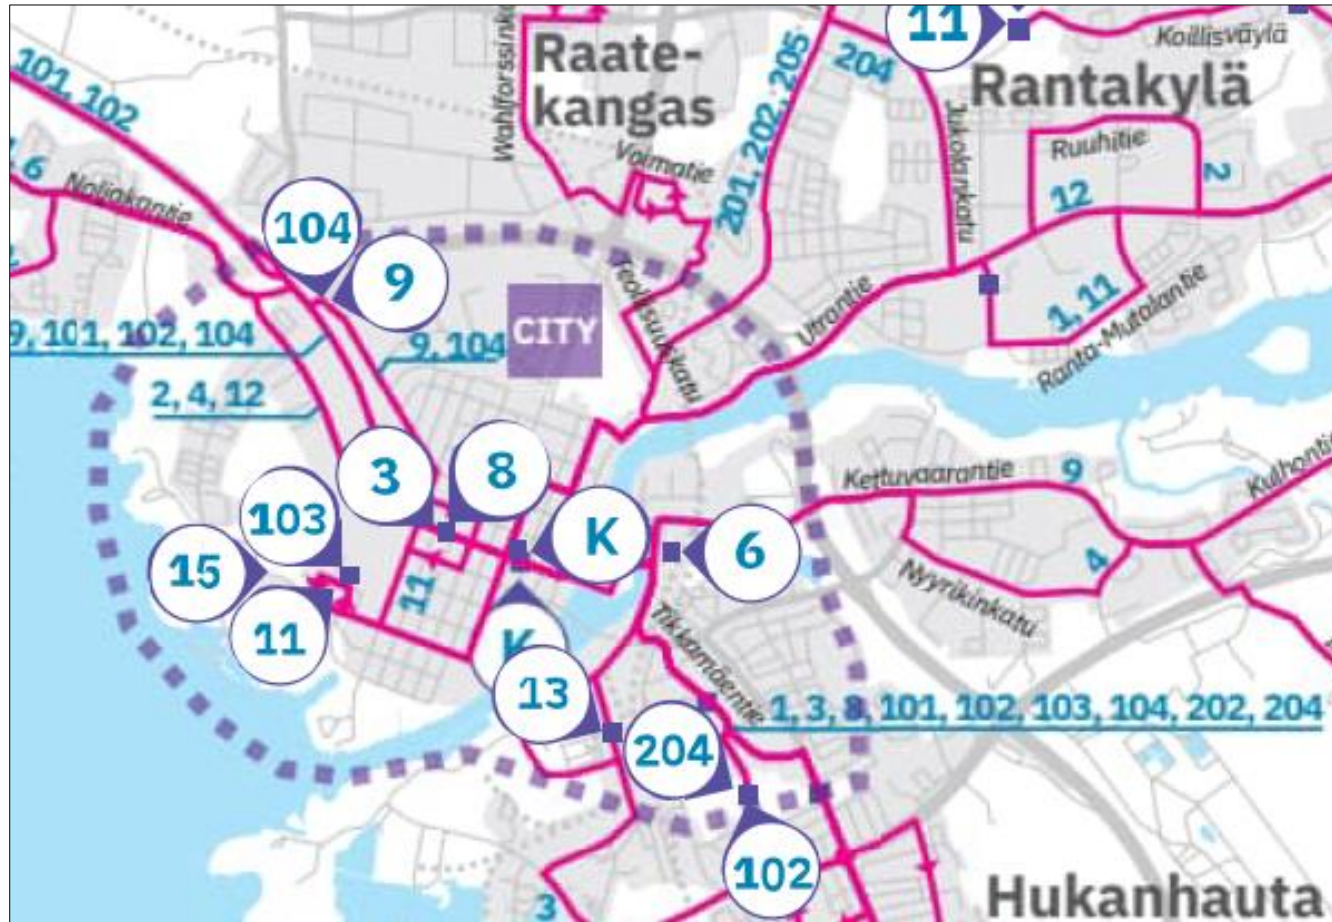 11
Koillisväylä
Raate-
kangas
Rantakylä
204
201, 202, 205
101, 102
Voimatie
Jukolankatu
Ruuhitie
12
2
6
Noljakantie
104
9
Teollisuuskatu
Utrantie
1, 11
Ranta-Mutalantie
CITY
9, 101, 102, 104
9, 104
2, 4, 12
3
8
Kettuvaarantie
9
103
K
6
15
11
11
4
Nyyrikinkatu
K
Tikkamäentie
13
1, 3, 8, 101, 102, 103, 104, 202, 204
204
102
3
Hukanhauta